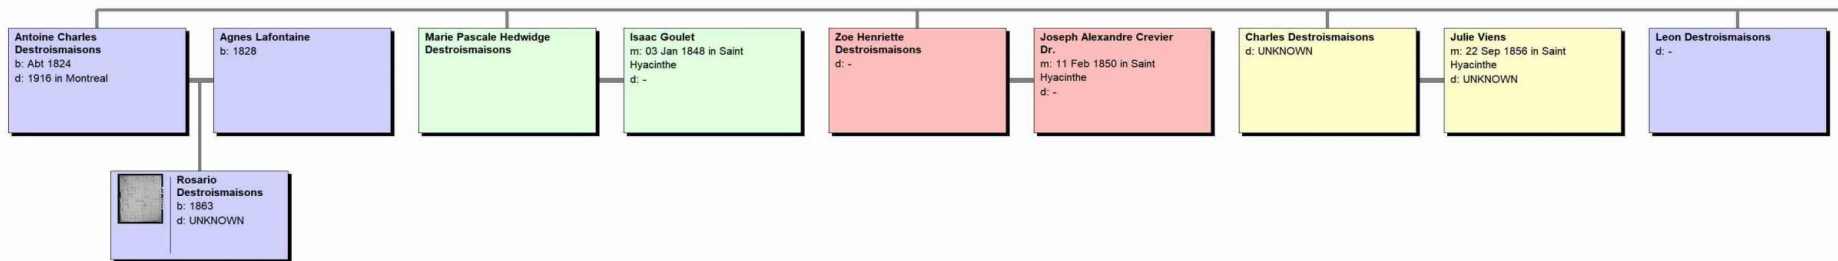 Antoine Charles
Destroismaisons
b: Abt 1824
d: 1916 in Montreal
Agnes Lafontaine
b: 1828
Marie Pascale Hedwidge
Destroismaisons
Isaac Goulet
m: 03 Jan 1848 in Saint
Hyacinthe
d: -
Zoe Henriette
Destroismaisons
d: -
Joseph Alexandre Crevier
Dr.
m: 11 Feb 1850 in Saint
Hyacinthe
d: -
Charles Destroismaisons
d: UNKNOWN
Julie Viens
m: 22 Sep 1856 in Saint
Hyacinthe
d: UNKNOWN
Leon Destroismaisons
d: -
Rosario
Destroismaisons
b: 1863
d: UNKNOWN